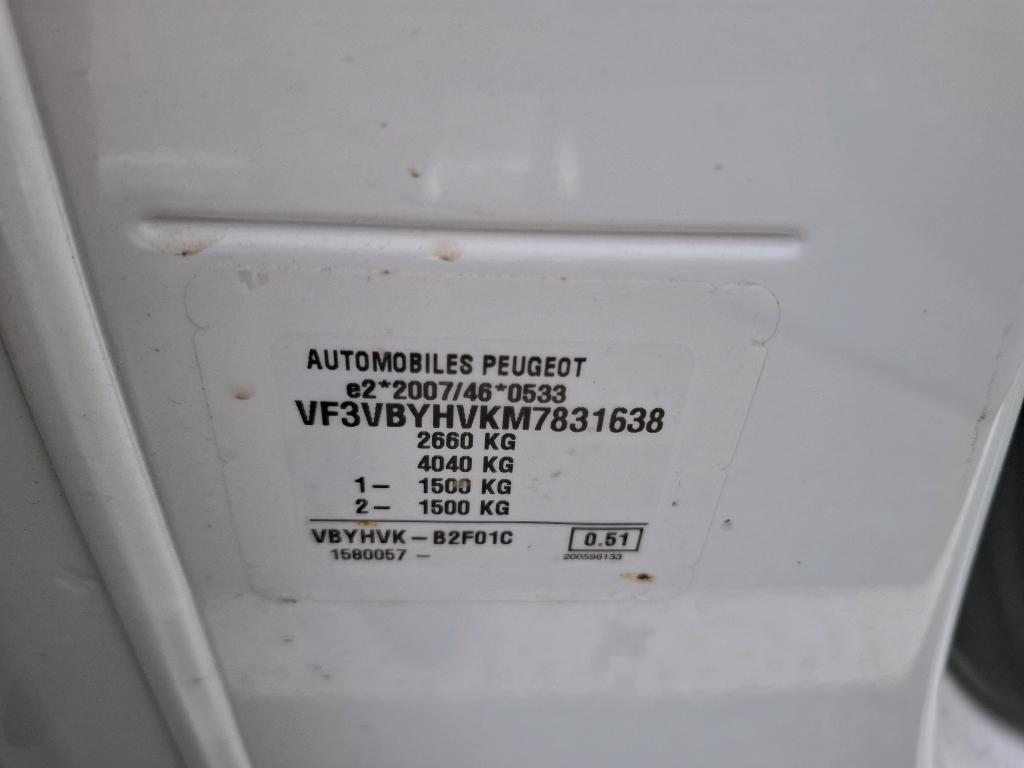 AUTOMOBILES PEUGEOT
e2*2007/46*0533
VF3VBYHVKM7831638
2660 KG
4040 KG
1- 1500 KG
2- 1500 KG
VBYHVK-B2F01C 0.51
1580057 - 200596133